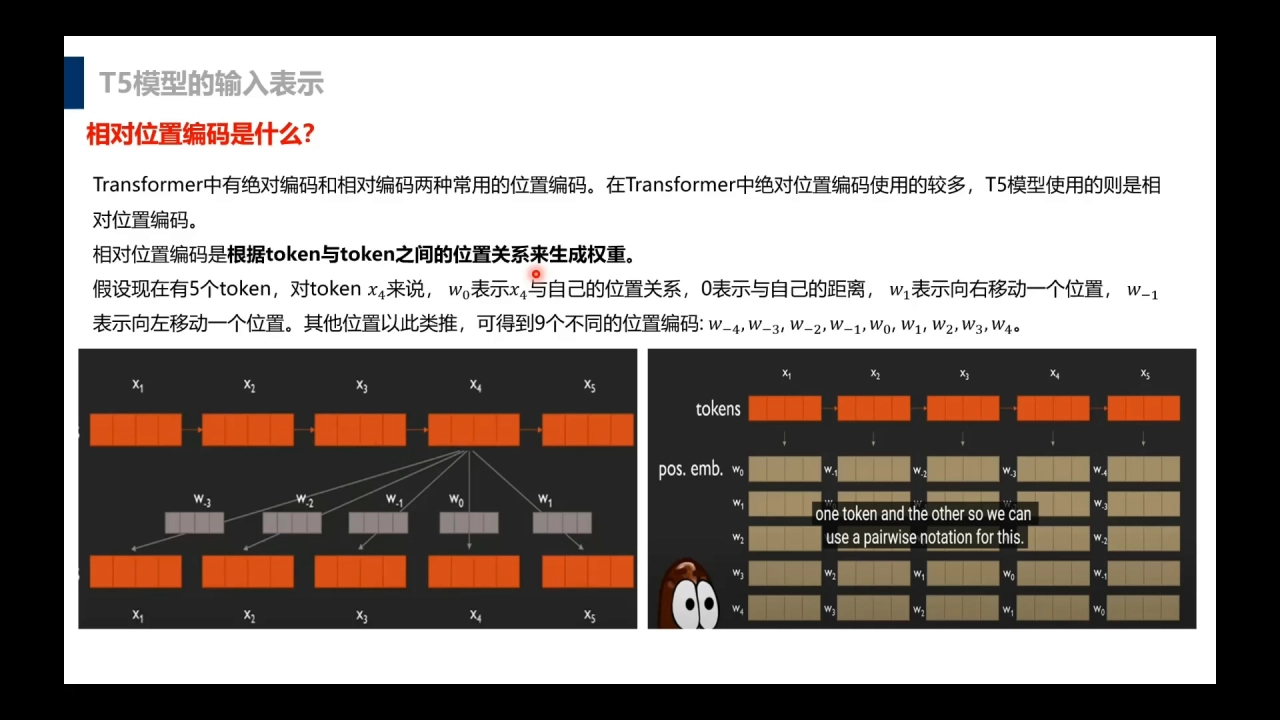 T5模型的输入表示
相对位置编码是什么?
Transformer中有绝对编码和相对编码两种常用的位置编码。在Transformer中绝对位置编码使用的较多，T5模型使用的则是相
对位置编码。
相对位置编码是根据token与token之间的位置关系来生成权重。
假设现在有5个token，对token x₄来说， w₀表示x₄与自己的位置关系，0表示与自己的距离， w₁表示向右移动一个位置， w₋₁
表示向左移动一个位置。其他位置以此类推，可得到9个不同的位置编码: w₋₄, w₋₃, w₋₂, w₋₁, w₀, w₁, w₂, w₃, w₄。
x₁ x₂ x₃ x₄ x₅
w₋₃ w₋₂ w₋₁ w₀ w₁
x₁ x₂ x₃ x₄ x₅
x₁ x₂ x₃ x₄ x₅
tokens
pos. emb. w₀ w₋₁ w₋₂ w₋₃ w₋₄
w₁ w₋₃
one token and the other so we can
w₂ w₋₂
use a pairwise notation for this.
w₃ w₂ w₁ w₀ w₋₁
w₄ w₃ w₂ w₁ w₀